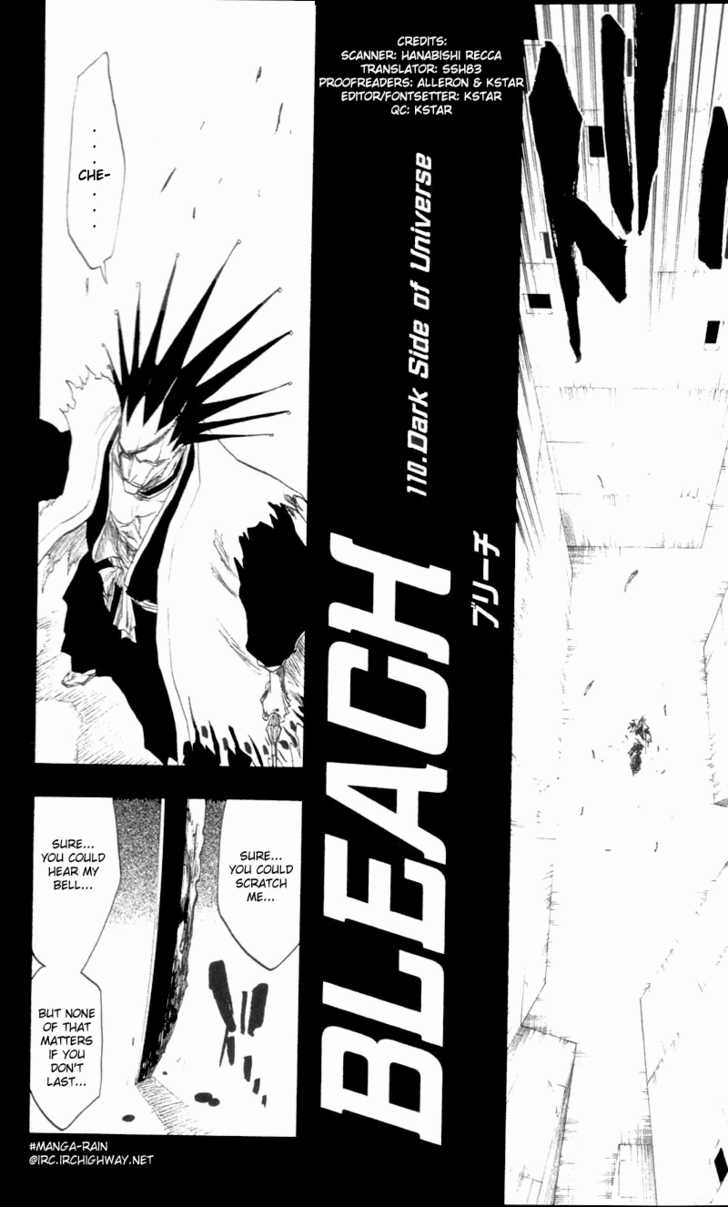 CREDITS:
SCANNER: HANABISHI RECCA
TRANSLATOR: SSH83
PROOFREADERS: ALLERON & KSTAR
EDITOR/FONTSETTER: KSTAR
QC: KSTAR
110.Dark Side of Universe
BLEACH
ブリーチ
. . . . .
CHE-
. . . . .
SURE...
YOU COULD
SCRATCH
ME...
SURE...
YOU COULD
HEAR MY
BELL...
BUT NONE
OF THAT
MATTERS
IF YOU
DON'T
LAST...
#MANGA-RAIN
@IRC.IRCHIGHWAY.NET